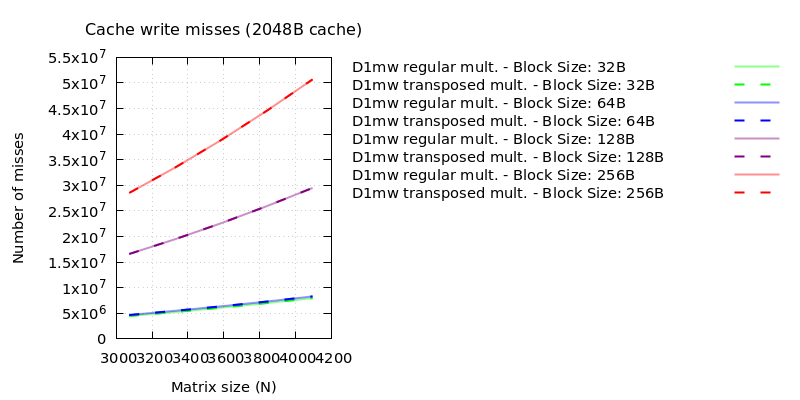 Cache write misses (2048B cache)
5.5x10^7
5x10^7
4.5x10^7
4x10^7
3.5x10^7
3x10^7
2.5x10^7
2x10^7
1.5x10^7
1x10^7
5x10^6
0
Number of misses
3000 3200 3400 3600 3800 4000 4200
Matrix size (N)
D1mw regular mult. - Block Size: 32B
D1mw transposed mult. - Block Size: 32B
D1mw regular mult. - Block Size: 64B
D1mw transposed mult. - Block Size: 64B
D1mw regular mult. - Block Size: 128B
D1mw transposed mult. - Block Size: 128B
D1mw regular mult. - Block Size: 256B
D1mw transposed mult. - Block Size: 256B